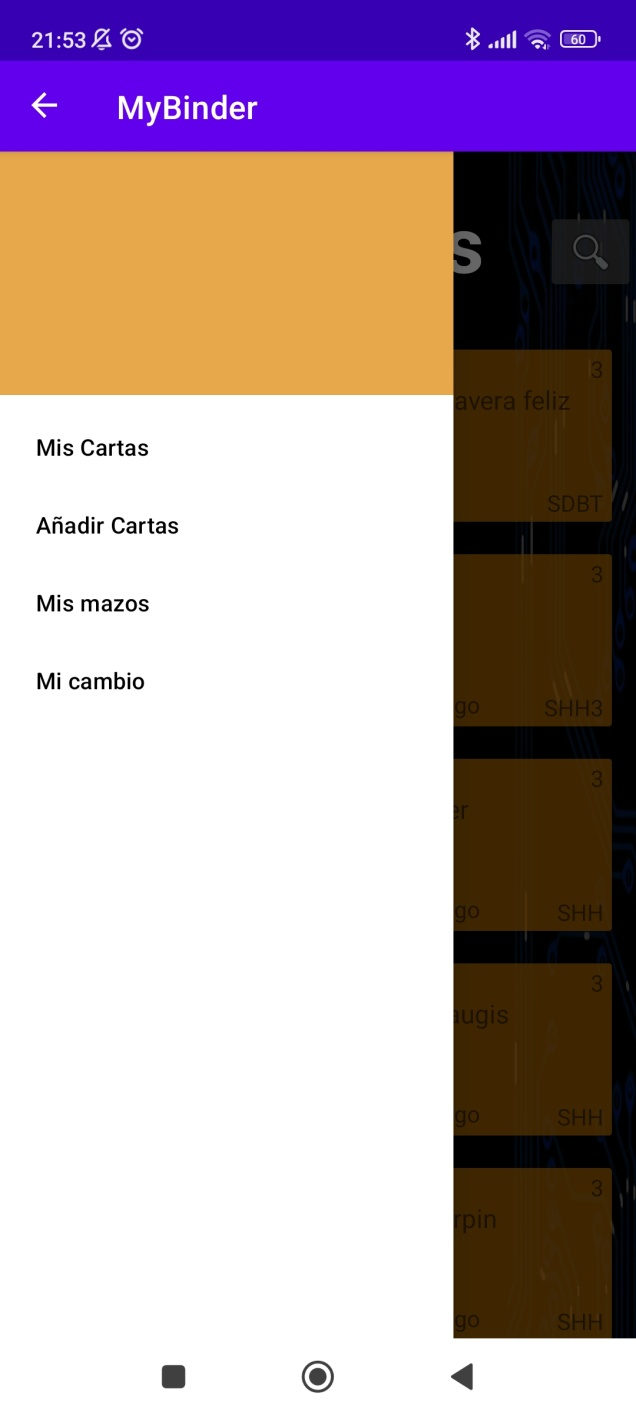 21:53
60
MyBinder
s
3
avera feliz
SDBT
Mis Cartas
Añadir Cartas
Mis mazos
Mi cambio
3
go SHH3
3
er
go SHH
3
augis
go SHH
3
rpin
go SHH